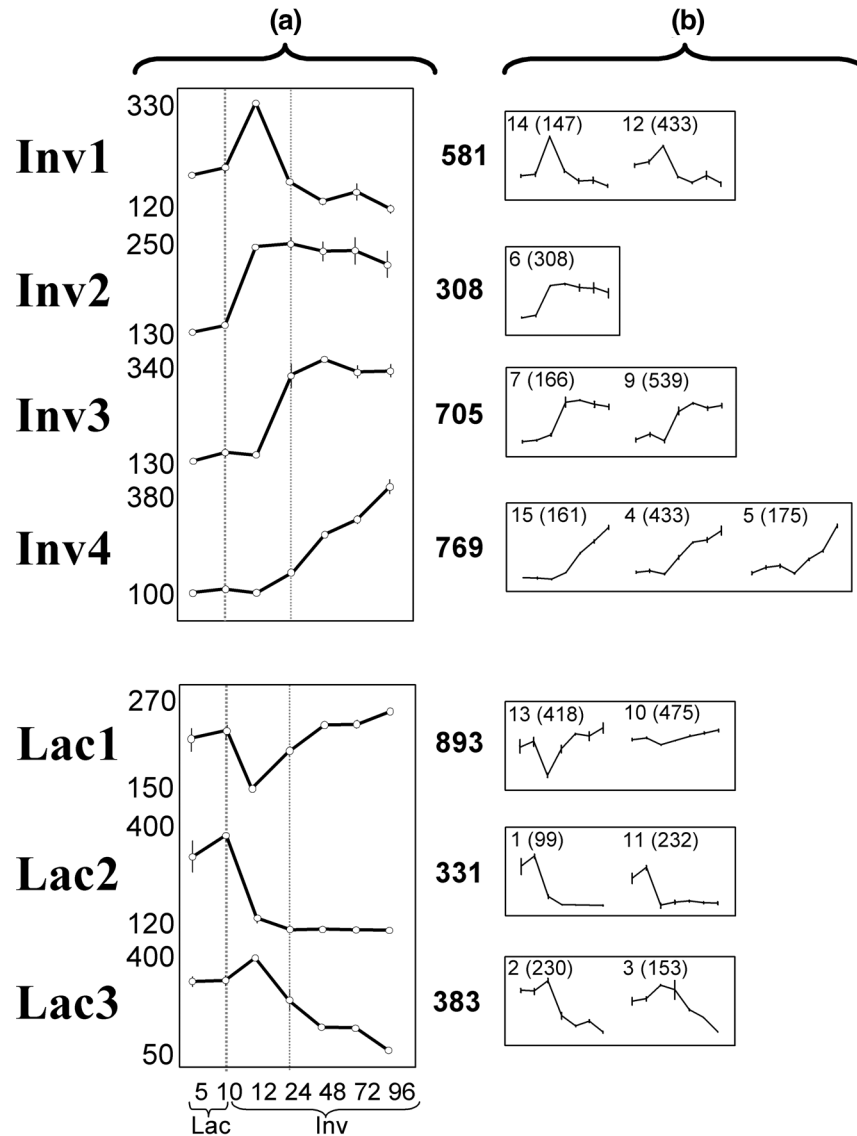 (a) (b)
330
Inv1 581 14 (147) 12 (433)
120
250
Inv2 308 6 (308)
130
340
Inv3 705 7 (166) 9 (539)
130
380
Inv4 769 15 (161) 4 (433) 5 (175)
100
270
Lac1 893 13 (418) 10 (475)
150
400
Lac2 331 1 (99) 11 (232)
120
400
Lac3 383 2 (230) 3 (153)
50
5 10 12 24 48 72 96
Lac Inv